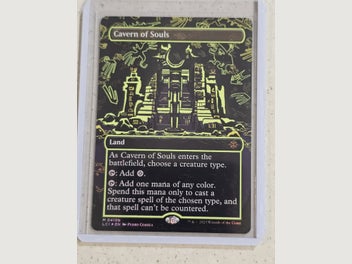 Cavern of Souls
Land
As Cavern of Souls enters the
battlefield, choose a creature type.
: Add .
: Add one mana of any color.
Spend this mana only to cast a
creature spell of the chosen type, and
that spell can't be countered.
LCI